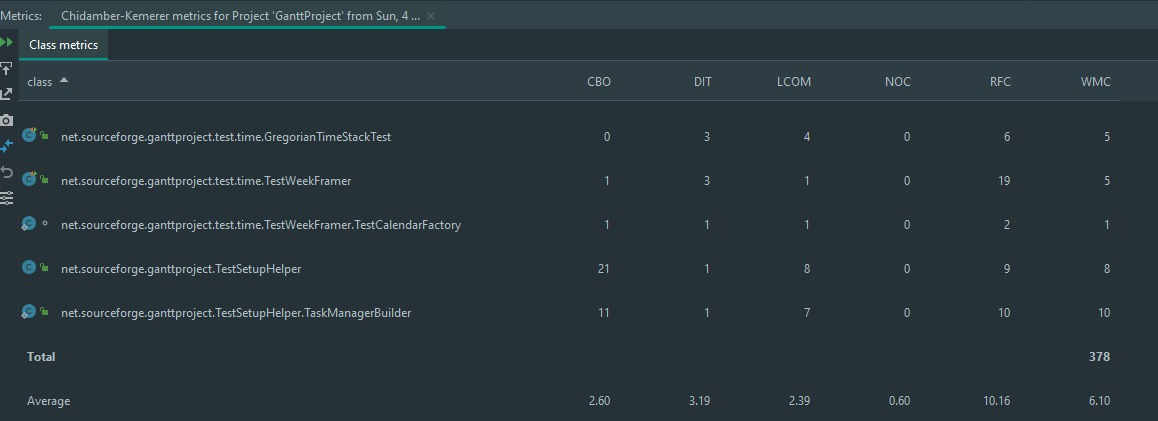 Metrics: Chidamber-Kemerer metrics for Project 'GanttProject' from Sun, 4 ...
Class metrics
class CBO DIT LCOM NOC RFC WMC
net.sourceforge.ganttproject.test.time.GregorianTimeStackTest 0 3 4 0 6 5
net.sourceforge.ganttproject.test.time.TestWeekFramer 1 3 1 0 19 5
net.sourceforge.ganttproject.test.time.TestWeekFramer.TestCalendarFactory 1 1 1 0 2 1
net.sourceforge.ganttproject.TestSetupHelper 21 1 8 0 9 8
net.sourceforge.ganttproject.TestSetupHelper.TaskManagerBuilder 11 1 7 0 10 10
Total 378
Average 2.60 3.19 2.39 0.60 10.16 6.10